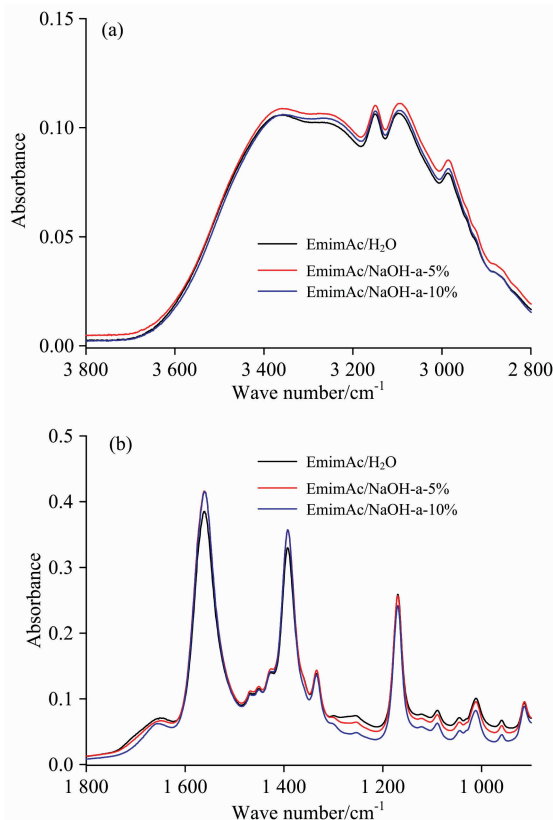 (a)
0.15
0.10
0.05
0.00
Absorbance
EmimAc/H₂O
EmimAc/NaOH-a-5%
EmimAc/NaOH-a-10%
3 800 3 600 3 400 3 200 3 000 2 800
Wave number/cm⁻¹
(b)
0.5
0.4
0.3
0.2
0.1
0.0
Absorbance
EmimAc/H₂O
EmimAc/NaOH-a-5%
EmimAc/NaOH-a-10%
1 800 1 600 1 400 1 200 1 000
Wave number/cm⁻¹